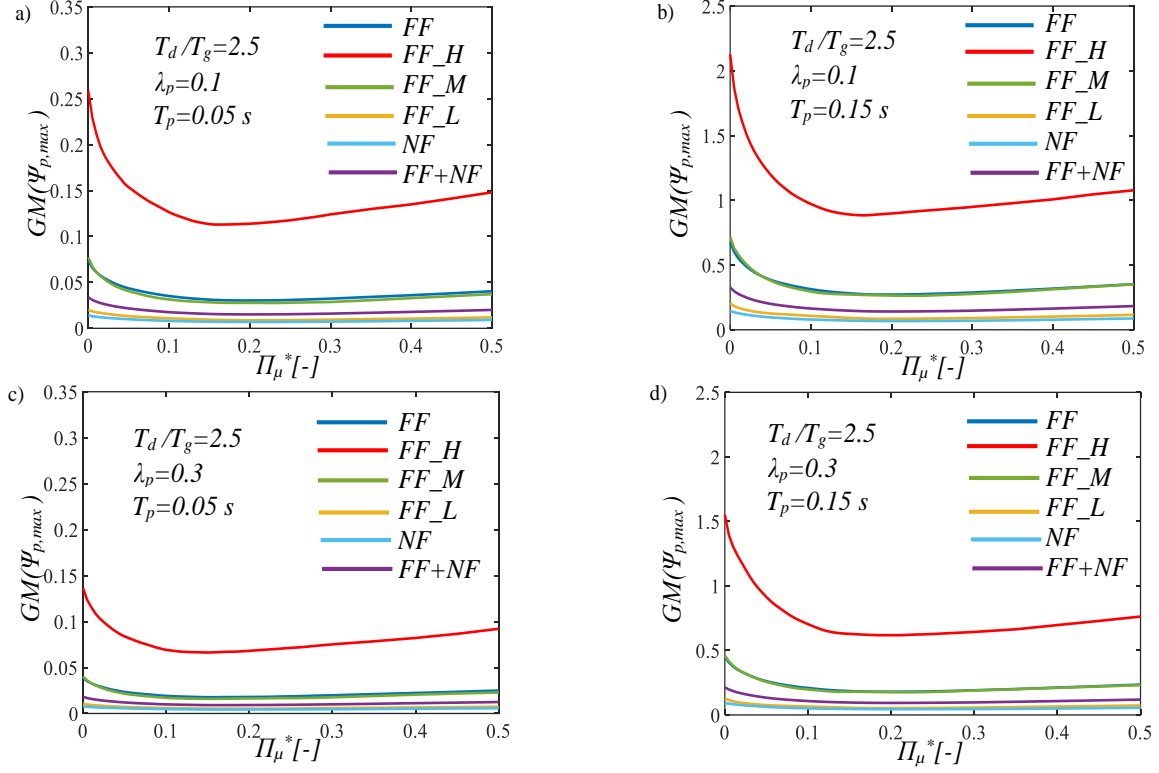 a)
GM(Ψp,max)
0.35
0.3
0.25
0.2
0.15
0.1
0.05
0
Td/Tg=2.5
λp=0.1
Tp=0.05 s
FF
FF_H
FF_M
FF_L
NF
FF+NF
0 0.1 0.2 0.3 0.4 0.5
Πμ*[-]
b)
GM(Ψp,max)
2.5
2
1.5
1
0.5
0
Td/Tg=2.5
λp=0.1
Tp=0.15 s
FF
FF_H
FF_M
FF_L
NF
FF+NF
0 0.1 0.2 0.3 0.4 0.5
Πμ*[-]
c)
GM(Ψp,max)
0.35
0.3
0.25
0.2
0.15
0.1
0.05
0
Td/Tg=2.5
λp=0.3
Tp=0.05 s
FF
FF_H
FF_M
FF_L
NF
FF+NF
0 0.1 0.2 0.3 0.4 0.5
Πμ*[-]
d)
GM(Ψp,max)
2.5
2
1.5
1
0.5
0
Td/Tg=2.5
λp=0.3
Tp=0.15 s
FF
FF_H
FF_M
FF_L
NF
FF+NF
0 0.1 0.2 0.3 0.4 0.5
Πμ*[-]